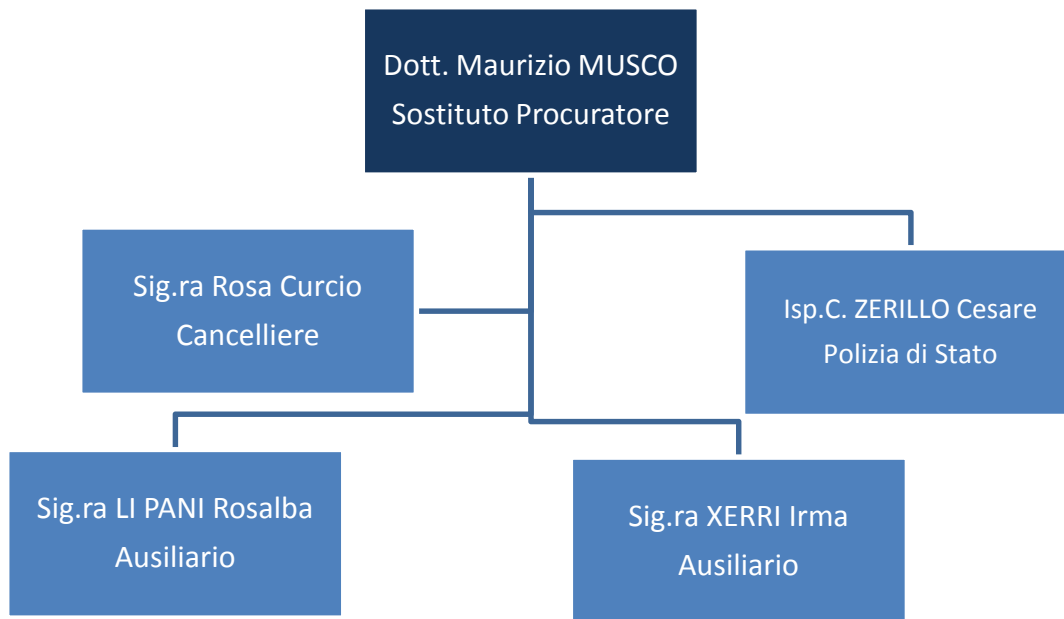 Dott. Maurizio MUSCO
Sostituto Procuratore
Sig.ra Rosa Curcio
Cancelliere
Isp.C. ZERILLO Cesare
Polizia di Stato
Sig.ra LI PANI Rosalba
Ausiliario
Sig.ra XERRI Irma
Ausiliario